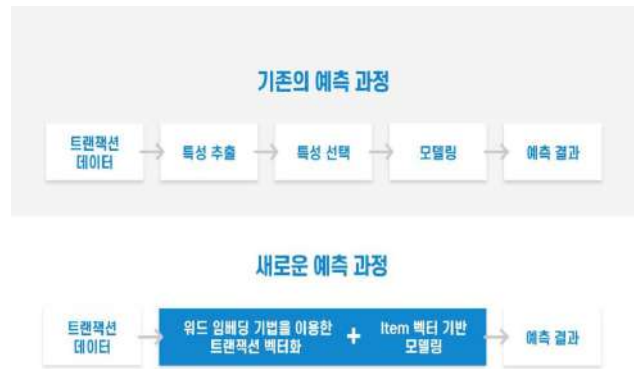 기존의 예측 과정
트랜잭션
데이터
특성 추출
특성 선택
모델링
예측 결과
새로운 예측 과정
트랜잭션
데이터
워드 임베딩 기법을 이용한
트랜잭션 벡터화
+
Item 벡터 기반
모델링
예측 결과